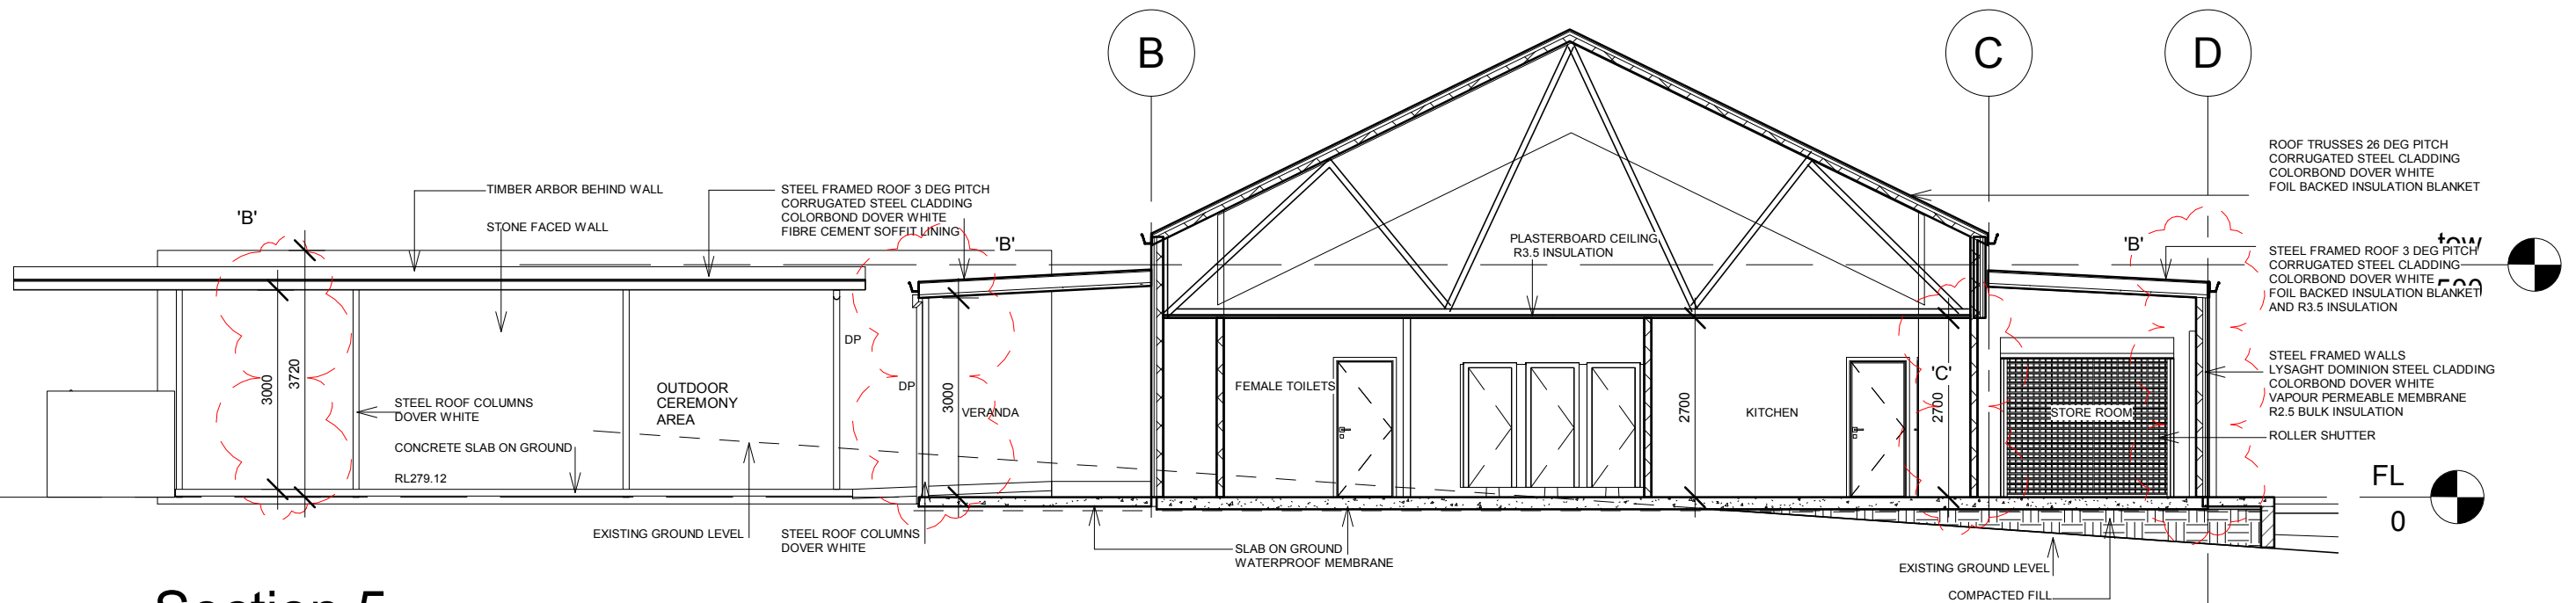 B
C
D
ROOF TRUSSES 26 DEG PITCH
CORRUGATED STEEL CLADDING
COLORBOND DOVER WHITE
FOIL BACKED INSULATION BLANKET
TIMBER ARBOR BEHIND WALL
STEEL FRAMED ROOF 3 DEG PITCH
CORRUGATED STEEL CLADDING
COLORBOND DOVER WHITE
FIBRE CEMENT SOFFIT LINING
'B'
STONE FACED WALL
'B'
PLASTERBOARD CEILING
R3.5 INSULATION
'B'
tow
STEEL FRAMED ROOF 3 DEG PITCH
CORRUGATED STEEL CLADDING
COLORBOND DOVER WHITE
FOIL BACKED INSULATION BLANKET
AND R3.5 INSULATION
DP
STEEL FRAMED WALLS
LYSAGHT DOMINION STEEL CLADDING
COLORBOND DOVER WHITE
VAPOUR PERMEABLE MEMBRANE
R2.5 BULK INSULATION
3000
3720
STEEL ROOF COLUMNS
DOVER WHITE
OUTDOOR
CEREMONY
AREA
DP
3000
VERANDA
FEMALE TOILETS
2700
KITCHEN
'C'
2700
STORE ROOM
ROLLER SHUTTER
CONCRETE SLAB ON GROUND
RL279.12
FL
0
EXISTING GROUND LEVEL
STEEL ROOF COLUMNS
DOVER WHITE
SLAB ON GROUND
WATERPROOF MEMBRANE
EXISTING GROUND LEVEL
COMPACTED FILL
Section 5